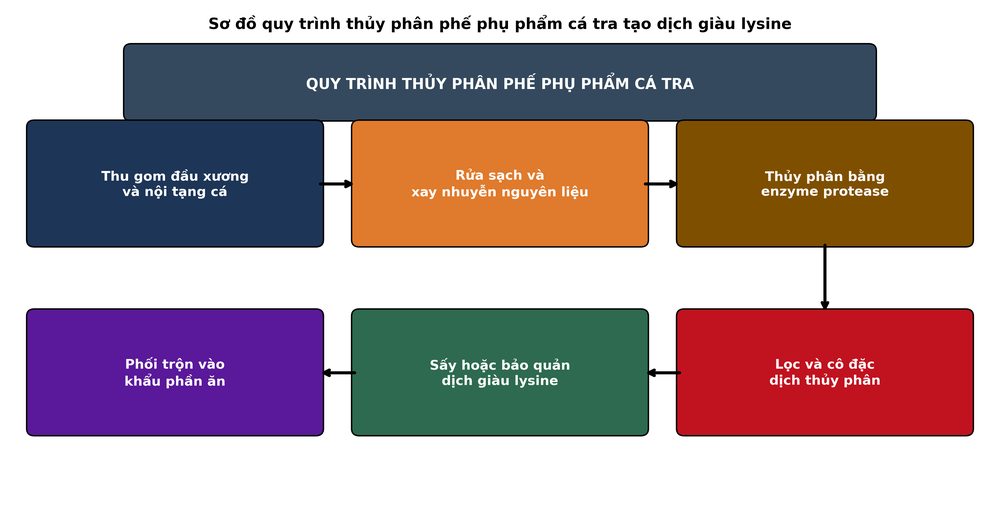 Sơ đồ quy trình thủy phân phế phụ phẩm cá tra tạo dịch giàu lysine
QUY TRÌNH THỦY PHÂN PHẾ PHỤ PHẨM CÁ TRA
Thu gom đầu xương
và nội tạng cá
Rửa sạch và
xay nhuyễn nguyên liệu
Thủy phân bằng
enzyme protease
Lọc và cô đặc
dịch thủy phân
Sấy hoặc bảo quản
dịch giàu lysine
Phối trộn vào
khẩu phần ăn